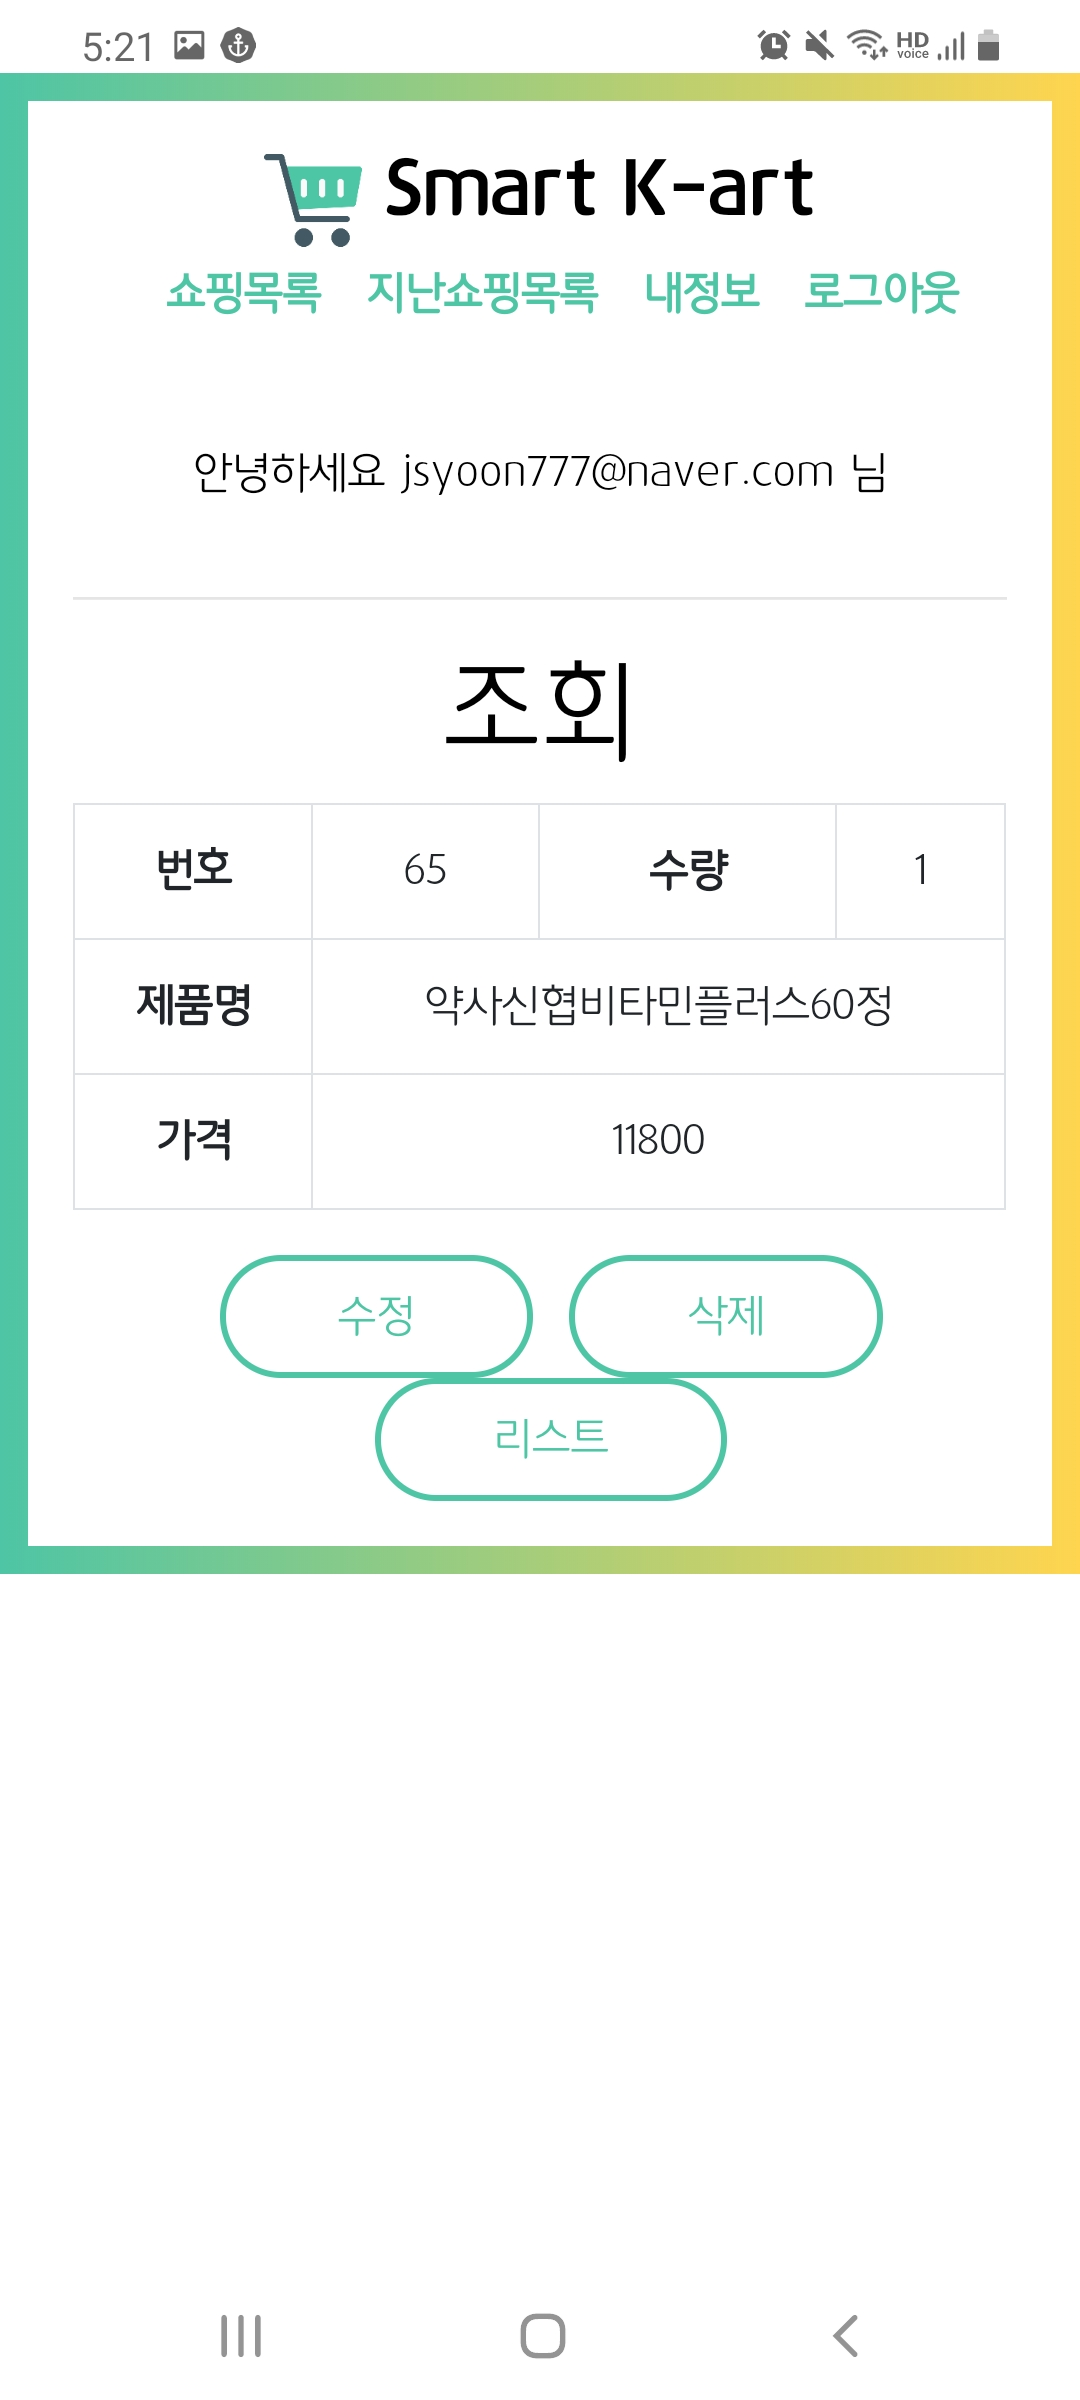 5:21 HD voice
Smart K-art
쇼핑목록 지난쇼핑목록 내정보 로그아웃
안녕하세요 jsyoon777@naver.com 님
조회
번호 65 수량 1
제품명 약사신협비타민플러스60정
가격 11800
수정 삭제
리스트